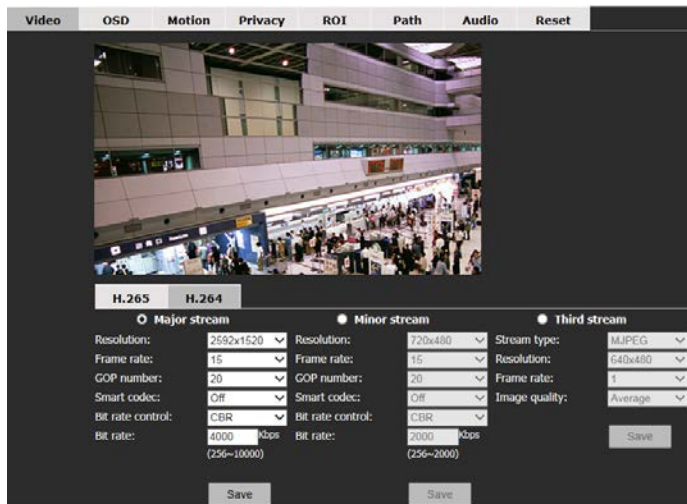 Video OSD Motion Privacy ROI Path Audio Reset
H.265 H.264
Major stream Minor stream Third stream
Resolution: 2592x1520 Resolution: 720x480 Stream type: MJPEG
Frame rate: 15 Frame rate: 15 Resolution: 640x480
GOP number: 20 GOP number: 20 Frame rate: 1
Smart codec: Off Smart codec: Off Image quality: Average
Bit rate control: CBR Bit rate control: CBR
Bit rate: 4000 Kbps Bit rate: 2000 Kbps Save
(256~10000) (256~2000)
Save Save